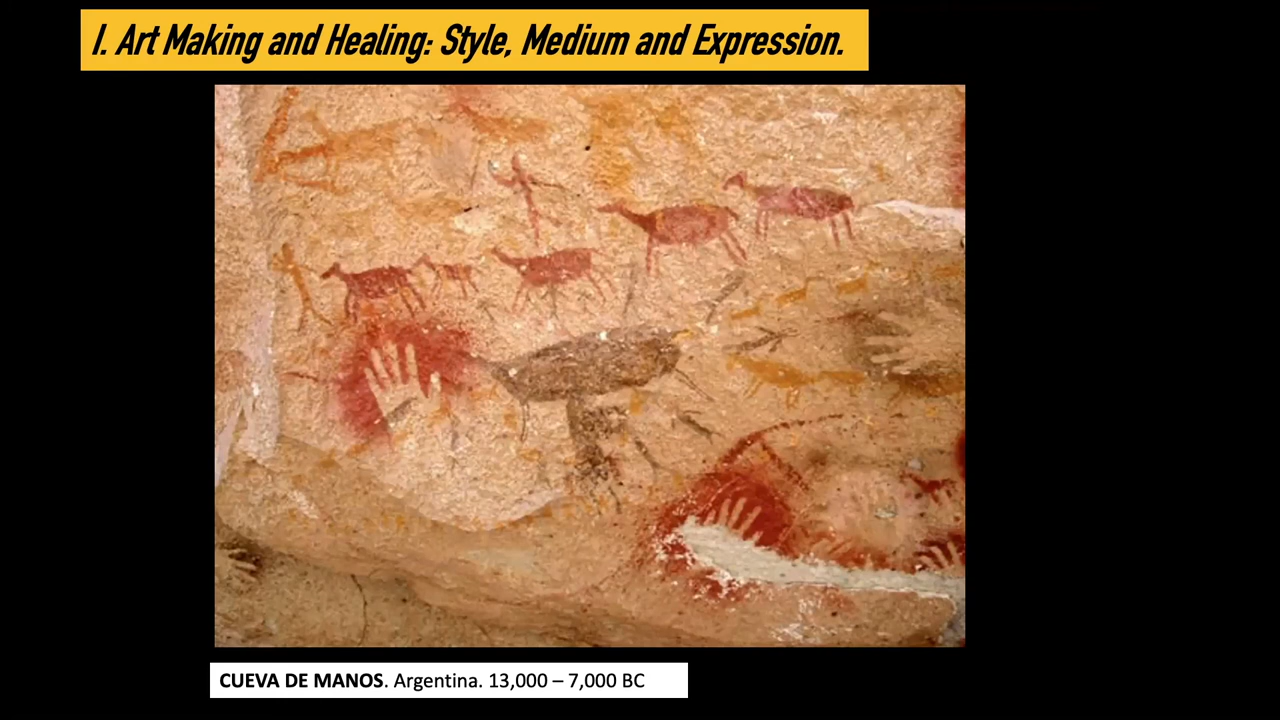 I. Art Making and Healing: Style, Medium and Expression.
CUEVA DE MANOS. Argentina. 13,000 – 7,000 BC